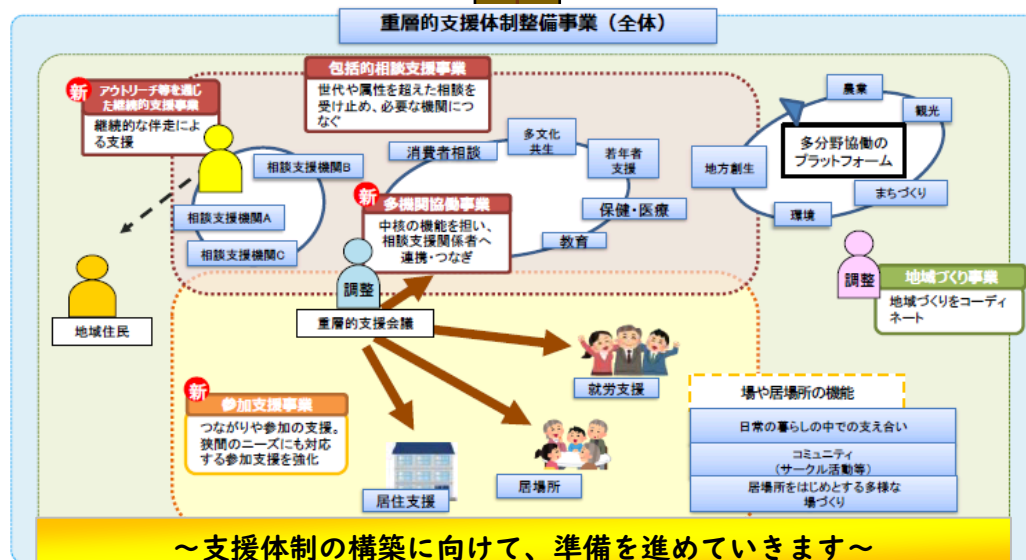 重層的支援体制整備事業（全体）
新
アウトリーチ等を通じ
た継続的支援事業
継続的な伴走によ
る支援
包括的相談支援事業
世代や属性を超えた相談を
受け止め、必要な機関につ
なぐ
相談支援機関B
相談支援機関A
相談支援機関C
消費者相談
多文化
共生
若年者
支援
保健・医療
教育
新
多機関協働事業
中核の機能を担い、
相談支援関係者へ
連携・つなぎ
農業
観光
多分野協働の
プラットフォーム
地方創生
まちづくり
環境
調整
地域づくり事業
地域づくりをコーディ
ネート
地域住民
調整
重層的支援会議
就労支援
新
参加支援事業
つながりや参加の支援。
狭間のニーズにも対応
する参加支援を強化
居住支援
居場所
場や居場所の機能
日常の暮らしの中での支え合い
コミュニティ
（サークル活動等）
居場所をはじめとする多様な
場づくり
～支援体制の構築に向けて、準備を進めていきます～